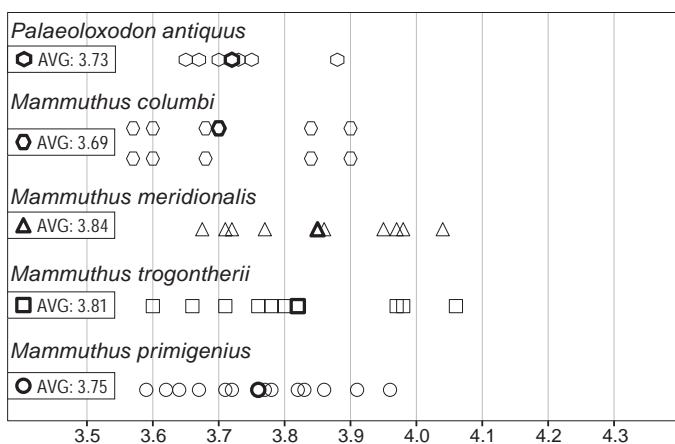 Palaeoloxodon antiquus
AVG: 3.73
Mammuthus columbi
AVG: 3.69
Mammuthus meridionalis
AVG: 3.84
Mammuthus trogontherii
AVG: 3.81
Mammuthus primigenius
AVG: 3.75
3.5 3.6 3.7 3.8 3.9 4.0 4.1 4.2 4.3